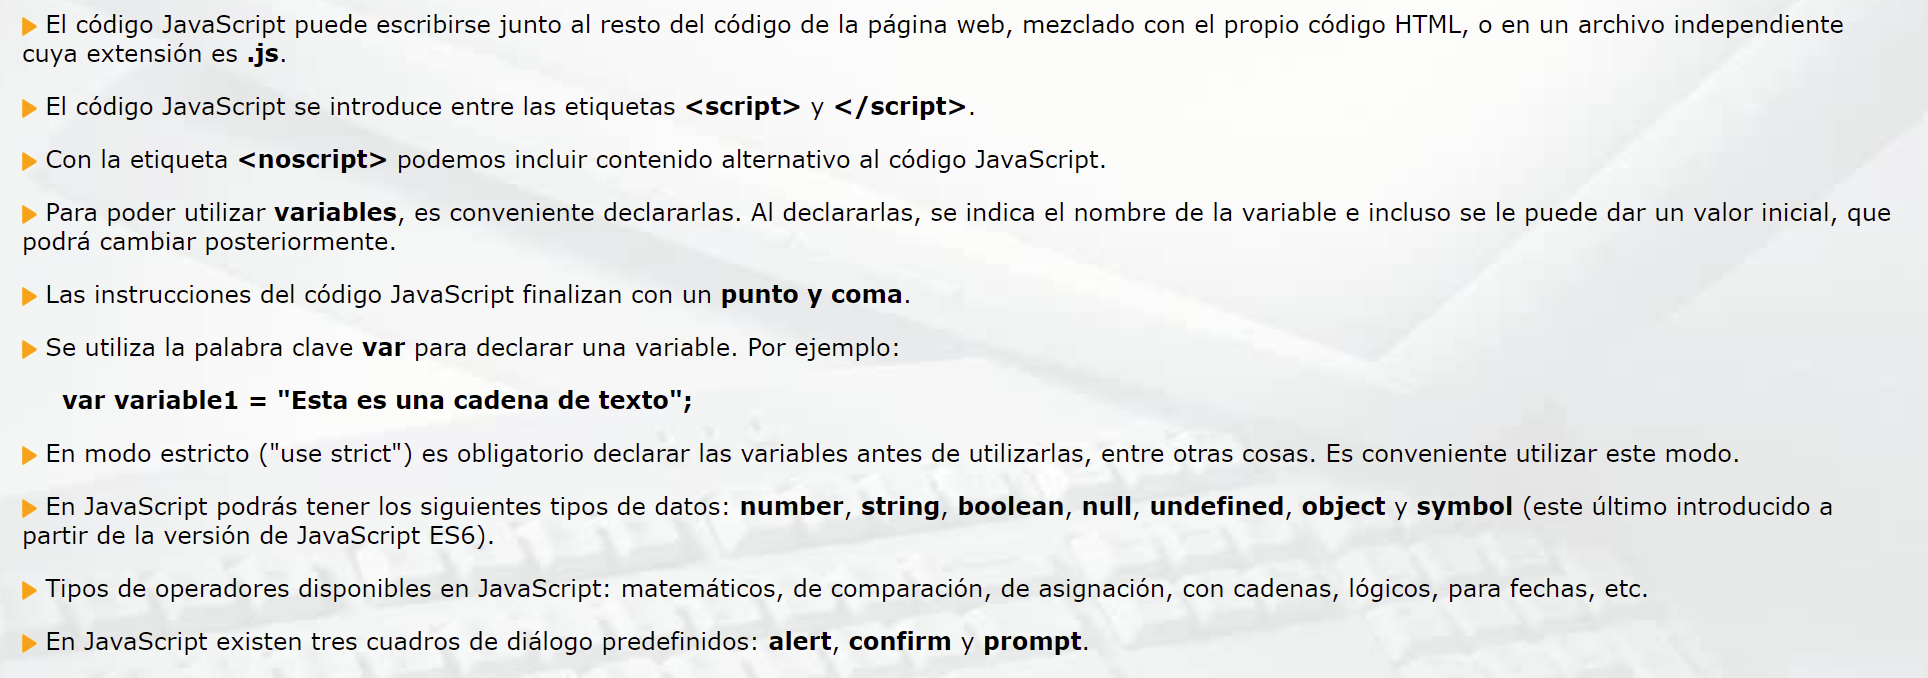 El código JavaScript puede escribirse junto al resto del código de la página web, mezclado con el propio código HTML, o en un archivo independiente
cuya extensión es .js.
El código JavaScript se introduce entre las etiquetas <script> y </script>.
Con la etiqueta <noscript> podemos incluir contenido alternativo al código JavaScript.
Para poder utilizar variables, es conveniente declararlas. Al declararlas, se indica el nombre de la variable e incluso se le puede dar un valor inicial, que
podrá cambiar posteriormente.
Las instrucciones del código JavaScript finalizan con un punto y coma.
Se utiliza la palabra clave var para declarar una variable. Por ejemplo:
var variable1 = "Esta es una cadena de texto";
En modo estricto ("use strict") es obligatorio declarar las variables antes de utilizarlas, entre otras cosas. Es conveniente utilizar este modo.
En JavaScript podrás tener los siguientes tipos de datos: number, string, boolean, null, undefined, object y symbol (este último introducido a
partir de la versión de JavaScript ES6).
Tipos de operadores disponibles en JavaScript: matemáticos, de comparación, de asignación, con cadenas, lógicos, para fechas, etc.
En JavaScript existen tres cuadros de diálogo predefinidos: alert, confirm y prompt.